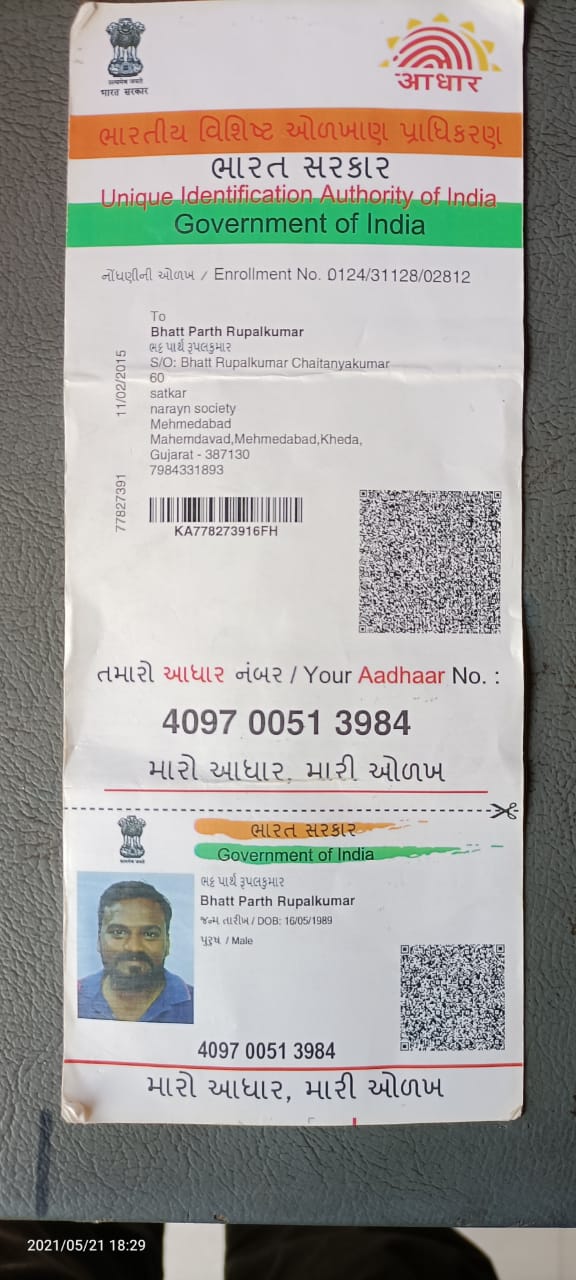 सत्यमेव जयते
भारत सरकार
आधार
ભારતીય વિશિષ્ટ ઓળખાણ પ્રાધિકરણ
ભારત સરકાર
Unique Identification Authority of India
Government of India
નોંધણીની ઓળખ / Enrollment No. 0124/31128/02812
To
Bhatt Parth Rupalkumar
ભટ્ટ પાર્થ રૂપલકુમાર
S/O: Bhatt Rupalkumar Chaitanyakumar
60
satkar
narayn society
Mehmedabad
Mahemdavad,Mehmedabad,Kheda,
Gujarat - 387130
7984331893
11/02/2015
77827391
KA778273916FH
તમારો આધાર નંબર / Your Aadhaar No. :
4097 0051 3984
મારો આધાર, મારી ઓળખ
ભારત સરકાર
Government of India
ભટ્ટ પાર્થ રૂપલકુમાર
Bhatt Parth Rupalkumar
જન્મ તારીખ / DOB: 16/05/1989
પુરુષ / Male
4097 0051 3984
મારો આધાર, મારી ઓળખ
2021/05/21 18:29